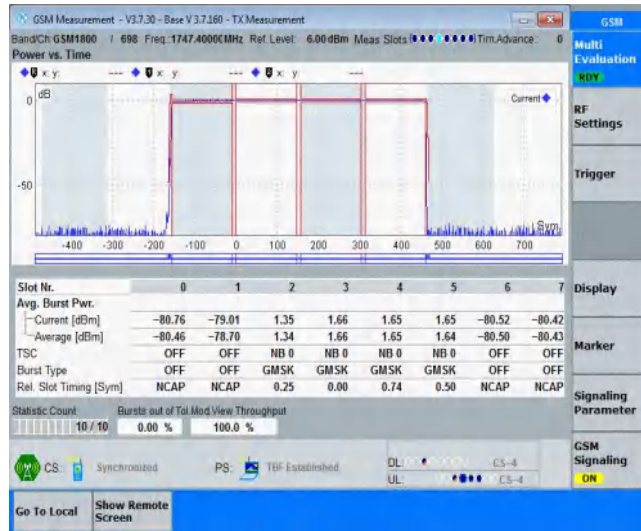 GSM Measurement - V3.7.30 - Base V 3.7.160 - TX Measurement
GSM
Band/Ch: GSM1800 / 698 Freq.: 1747.4000 MHz Ref. Level: 6.00 dBm Meas Slots Tim.Advance: 0
Power vs. Time
x: y: --- x: y: --- x: y: ---
dB
Current
0
-50
Sym
-400 -300 -200 -100 0 100 200 300 400 500 600 700
Slot Nr. 0 1 2 3 4 5 6 7
Avg. Burst Pwr.
Current [dBm] -80.76 -79.01 1.35 1.66 1.65 1.65 -80.52 -80.42
Average [dBm] -80.46 -78.70 1.34 1.66 1.65 1.64 -80.50 -80.43
TSC OFF OFF NB 0 NB 0 NB 0 NB 0 OFF OFF
Burst Type OFF OFF GMSK GMSK GMSK GMSK OFF OFF
Rel. Slot Timing [Sym] NCAP NCAP 0.25 0.00 0.74 0.50 NCAP NCAP
Statistic Count Bursts out of Tol. Mod.View Throughput
10 / 10 0.00 % 100.0 %
CS: Synchronized PS: TBF Established DL: CS-4
UL: CS-4
Multi
Evaluation
RDY
RF
Settings
Trigger
Display
Marker
Signaling
Parameter
GSM
Signaling
ON
Go To Local
Show Remote
Screen